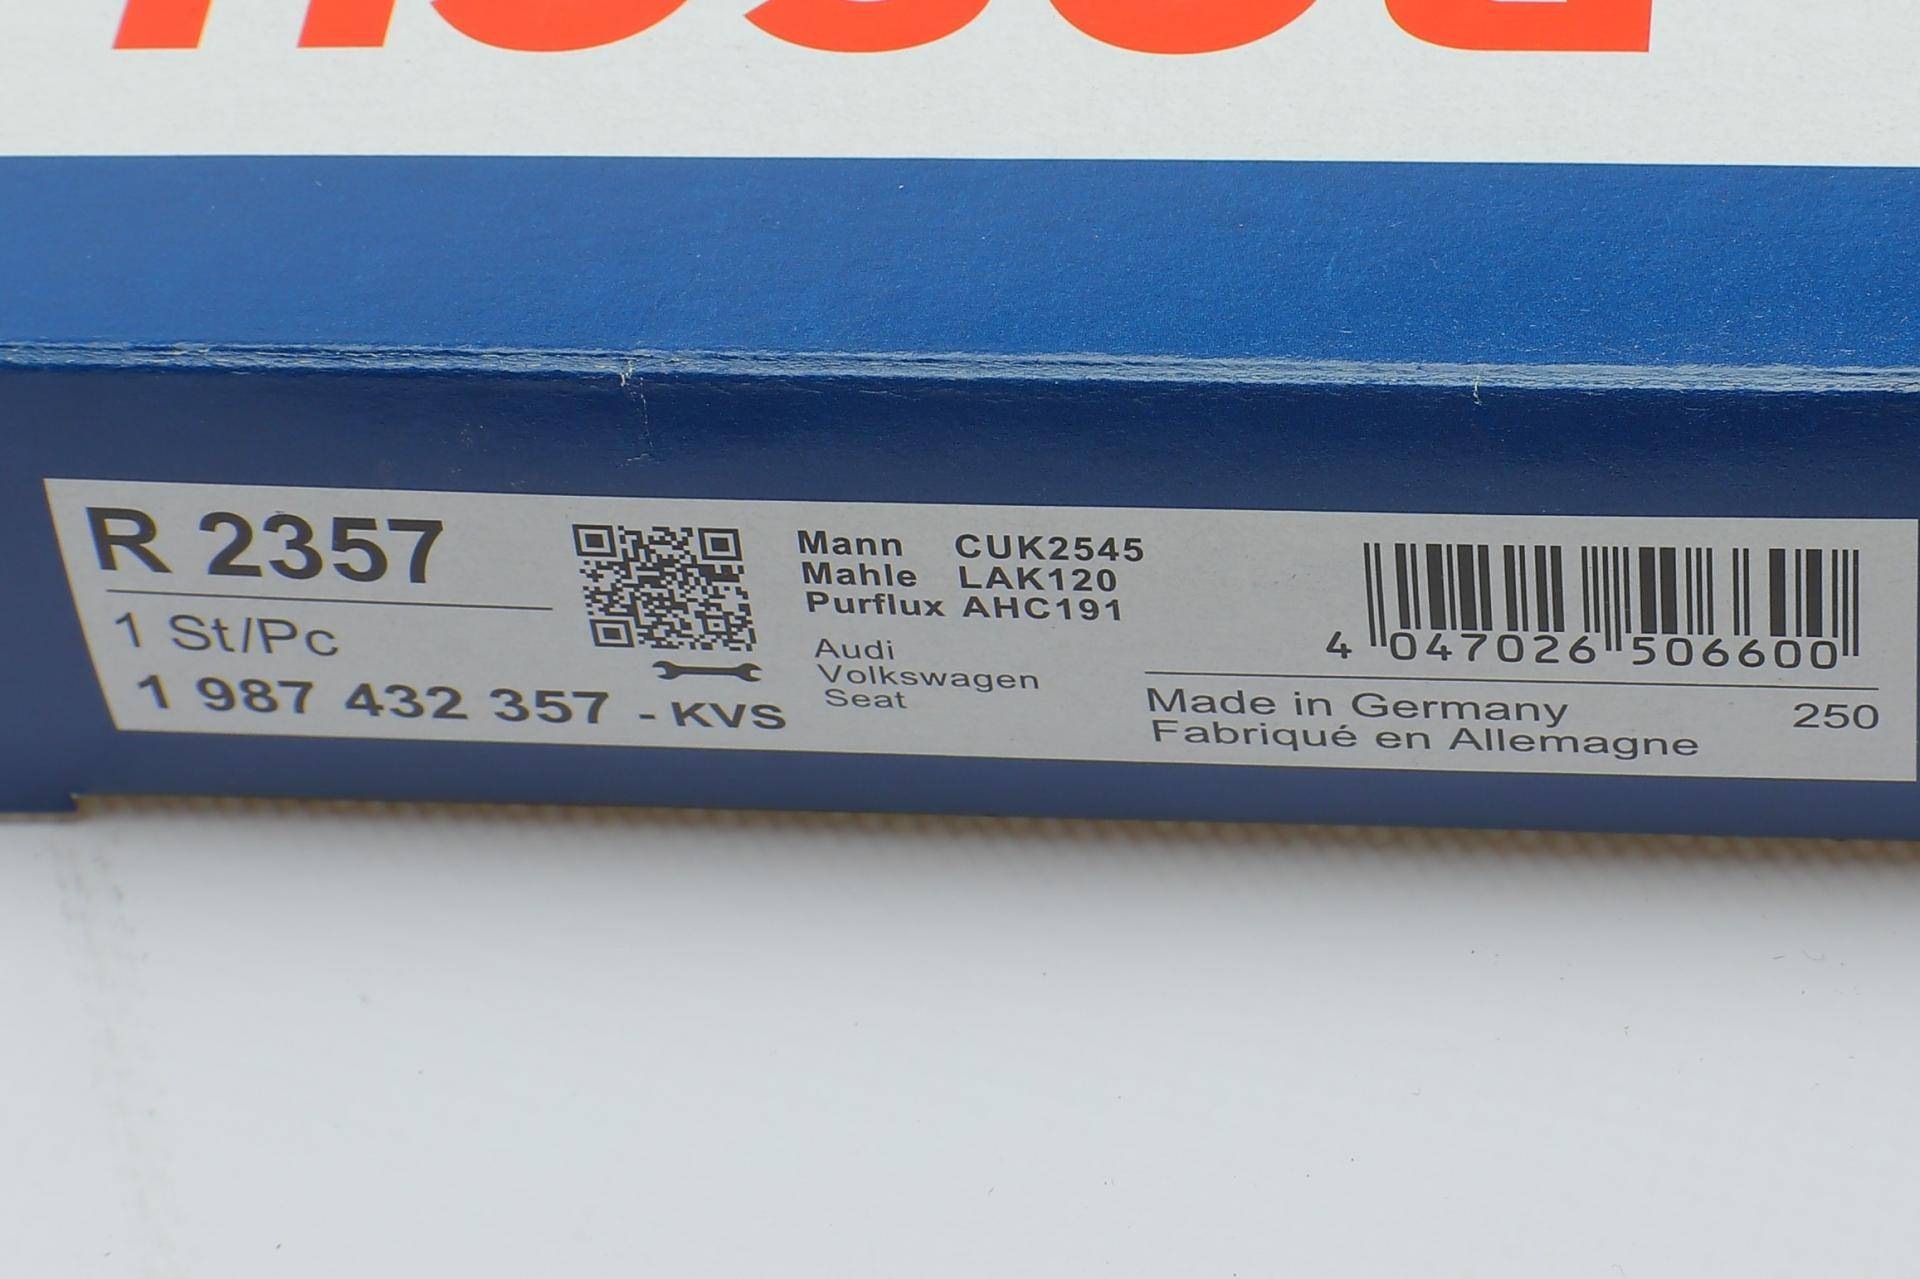 BOSCH
R 2357
1 St/Pc
1 987 432 357 - KVS
Mann CUK2545
Mahle LAK120
Purflux AHC191
Audi
Volkswagen
Seat
4 047026 506600
Made in Germany
Fabriqué en Allemagne
250